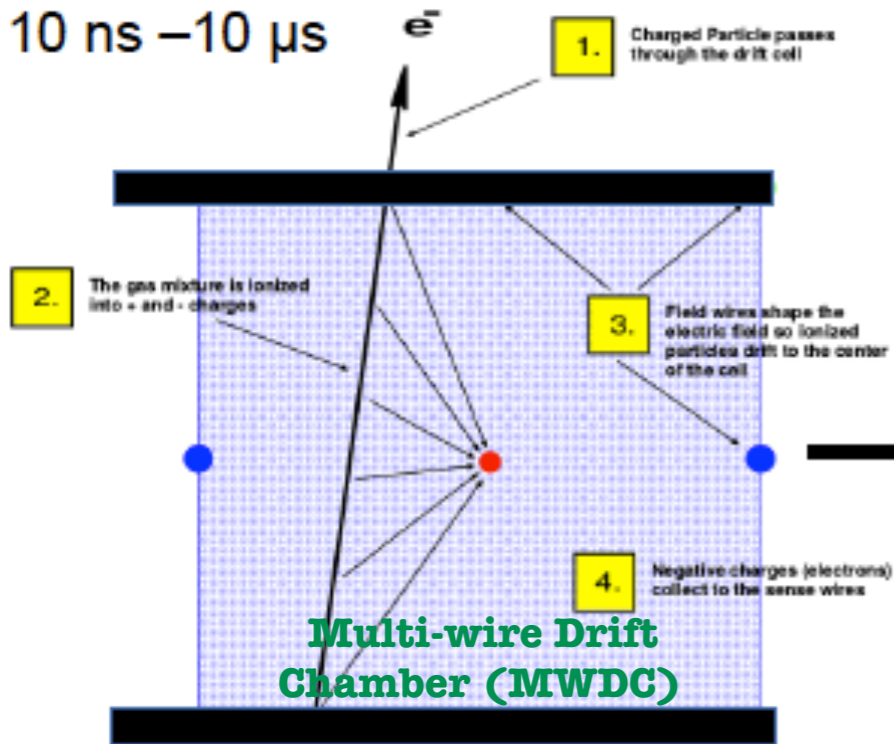 10 ns –10 µs
e-
1.
Charged Particle passes
through the drift cell
2.
The gas mixture is ionized
into + and - charges
3.
Field wires shape the
electric field so ionized
particles drift to the center
of the cell
4.
Negative charges (electrons)
collect to the sense wires
Multi-wire Drift
Chamber (MWDC)